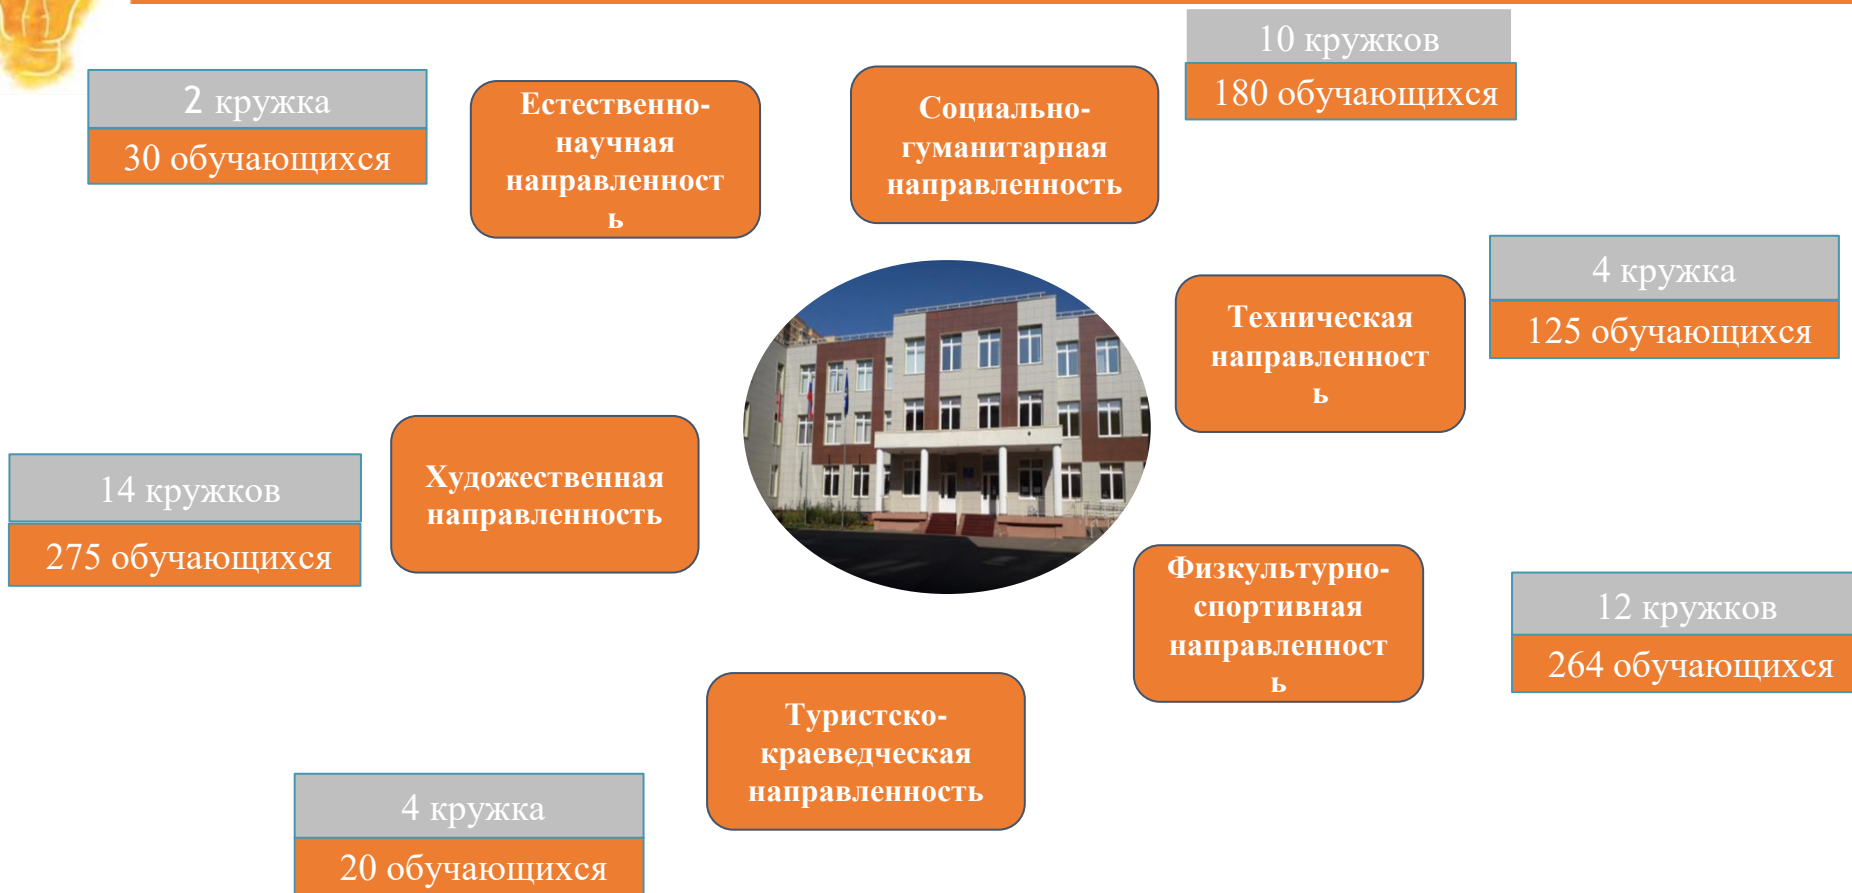 10 кружков
180 обучающихся
2 кружка
30 обучающихся
Естественно-
научная
направленност
ь
Социально-
гуманитарная
направленность
4 кружка
125 обучающихся
Техническая
направленност
ь
14 кружков
275 обучающихся
Художественная
направленность
Физкультурно-
спортивная
направленност
ь
12 кружков
264 обучающихся
Туристско-
краеведческая
направленность
4 кружка
20 обучающихся